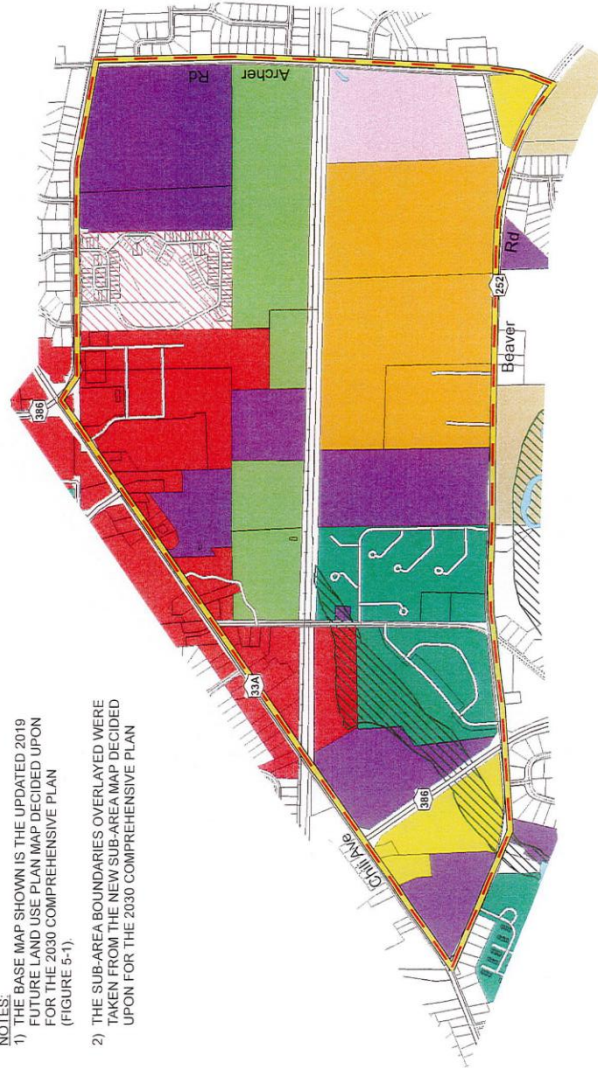 NOTES:
1) THE BASE MAP SHOWN IS THE UPDATED 2019
FUTURE LAND USE PLAN MAP DECIDED UPON
FOR THE 2030 COMPREHENSIVE PLAN
(FIGURE 5-1).
2) THE SUB-AREA BOUNDARIES OVERLAYED WERE
TAKEN FROM THE NEW SUB-AREA MAP DECIDED
UPON FOR THE 2030 COMPREHENSIVE PLAN
386
33A
Chili Ave
386
Archer
Rd
252
Beaver
Rd